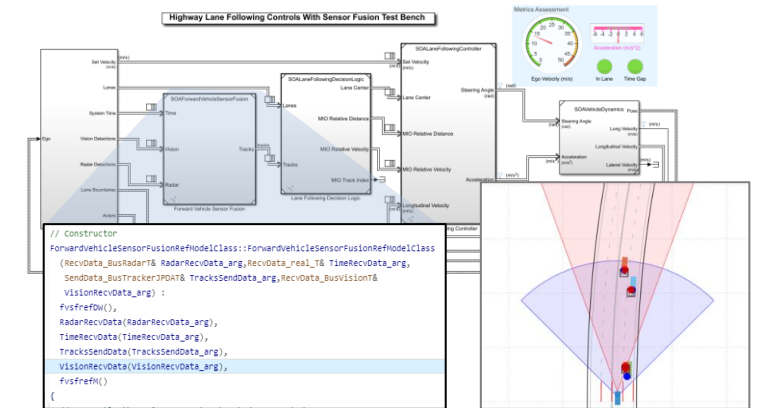 Highway Lane Following Controls With Sensor Fusion Test Bench
Metrics Assessment
Ego Velocity (m/s)
Acceleration (m/s^2)
In Lane
Time Gap
Ego
Set Velocity
(m/s)
Lanes
System Time
Vision Detections
Radar Detections
Lane Boundaries
Actors
SOAForwardVehicleSensorFusion
Time
Vision
Radar
Tracks
Forward Vehicle Sensor Fusion
SOALaneFollowingDecisionLogic
Lanes
Tracks
Lane Center
MIO Relative Distance
MIO Relative Velocity
MIO Track Index
Lane Following Decision Logic
SOALaneFollowingController
Set Velocity
(m/s)
Lane Center
MIO Relative Distance
MIO Relative Velocity
Longitudinal Velocity
Steering Angle
(rad)
Acceleration
SOAVehicleDynamics
Steering Angle
(rad)
Acceleration
(m/s²)
Pose
Long Velocity
(m/s)
Longitudinal Velocity
(m/s)
Lateral Velocity
(m/s)
// Constructor
ForwardVehicleSensorFusionRefModelClass::ForwardVehicleSensorFusionRefModelClass
(RecvData_BusRadarT& RadarRecvData_arg,RecvData_real_T& TimeRecvData_arg,
SendData_BusTrackerJPDAT& TracksSendData_arg,RecvData_BusVisionT&
VisionRecvData_arg) :
fvsfrefDW(),
RadarRecvData(RadarRecvData_arg),
TimeRecvData(TimeRecvData_arg),
TracksSendData(TracksSendData_arg),
VisionRecvData(VisionRecvData_arg),
fvsfrefM()
{